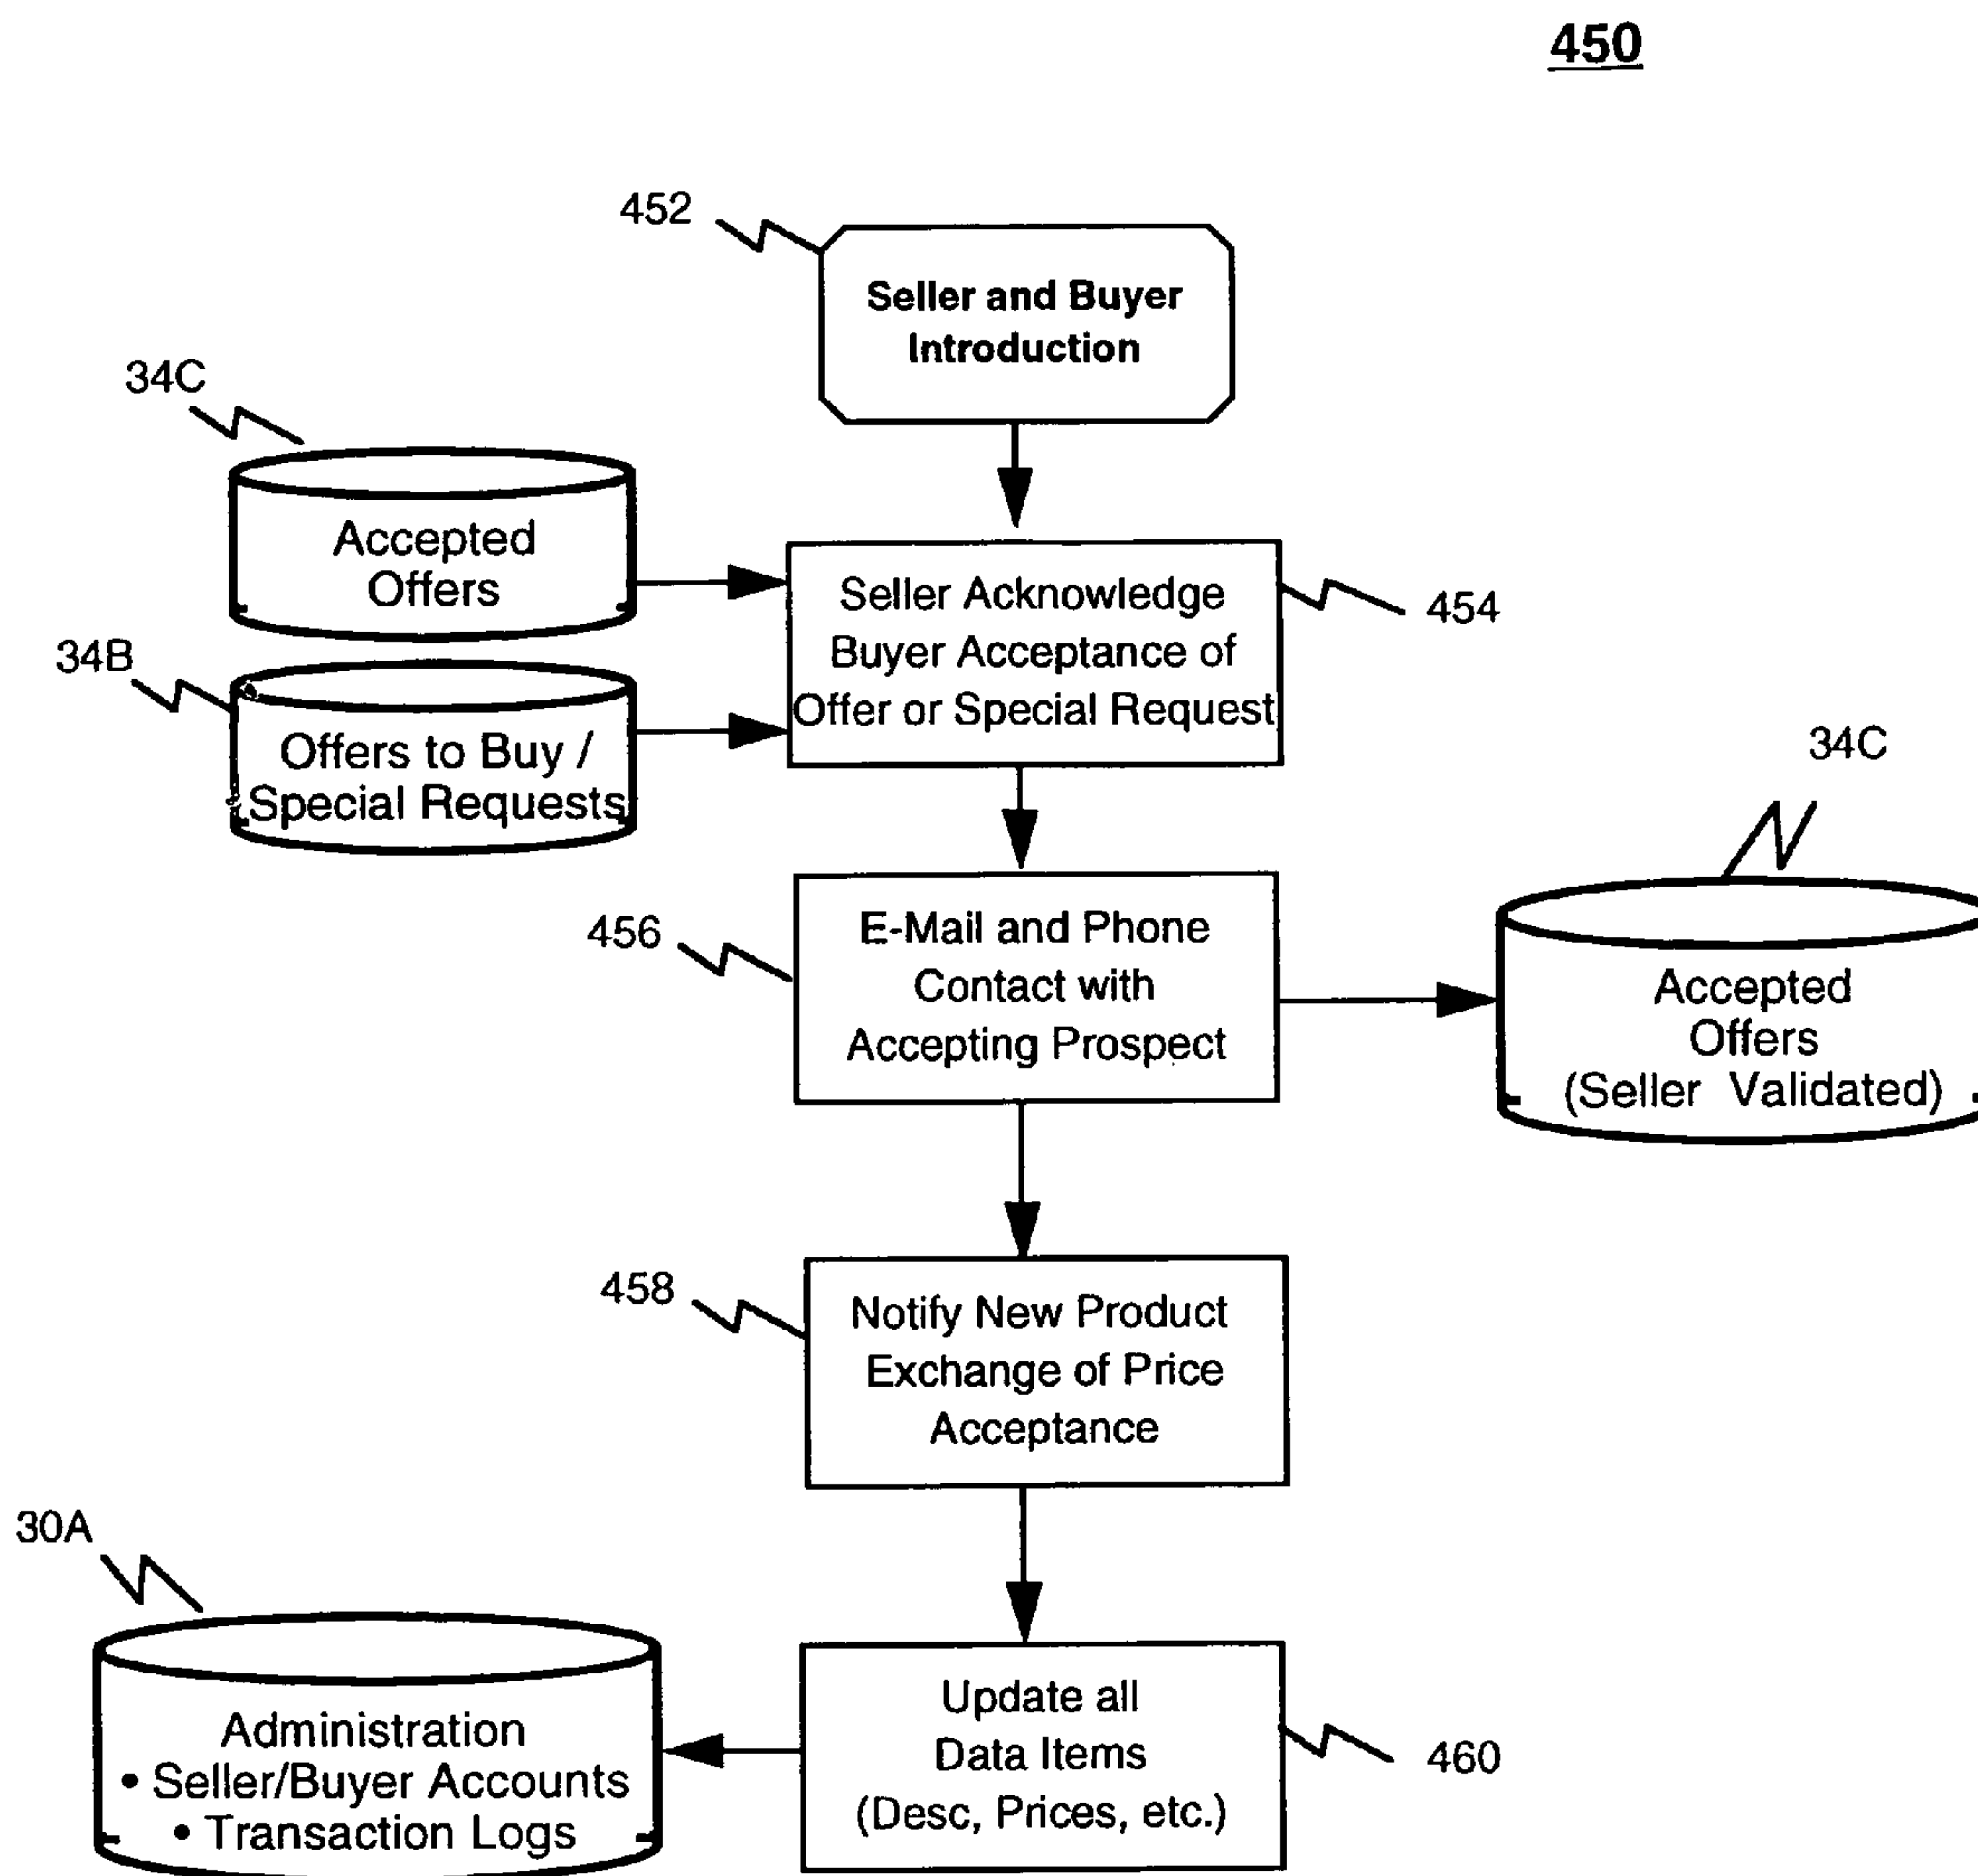 450
452
Seller and Buyer
Introduction
34C
Accepted
Offers
34B
Offers to Buy /
Special Requests
Seller Acknowledge
Buyer Acceptance of
Offer or Special Request
454
34C
456
E-Mail and Phone
Contact with
Accepting Prospect
Accepted
Offers
(Seller Validated)
458
Notify New Product
Exchange of Price
Acceptance
30A
Administration
• Seller/Buyer Accounts
• Transaction Logs
Update all
Data Items
(Desc, Prices, etc.)
460